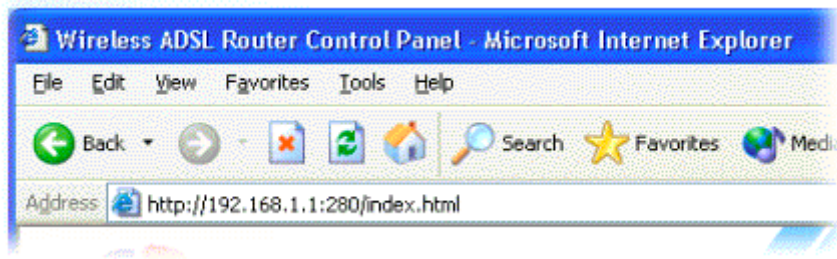 Wireless ADSL Router Control Panel - Microsoft Internet Explorer
File Edit View Favorites Tools Help
Back Search Favorites
Address http://192.168.1.1:280/index.html